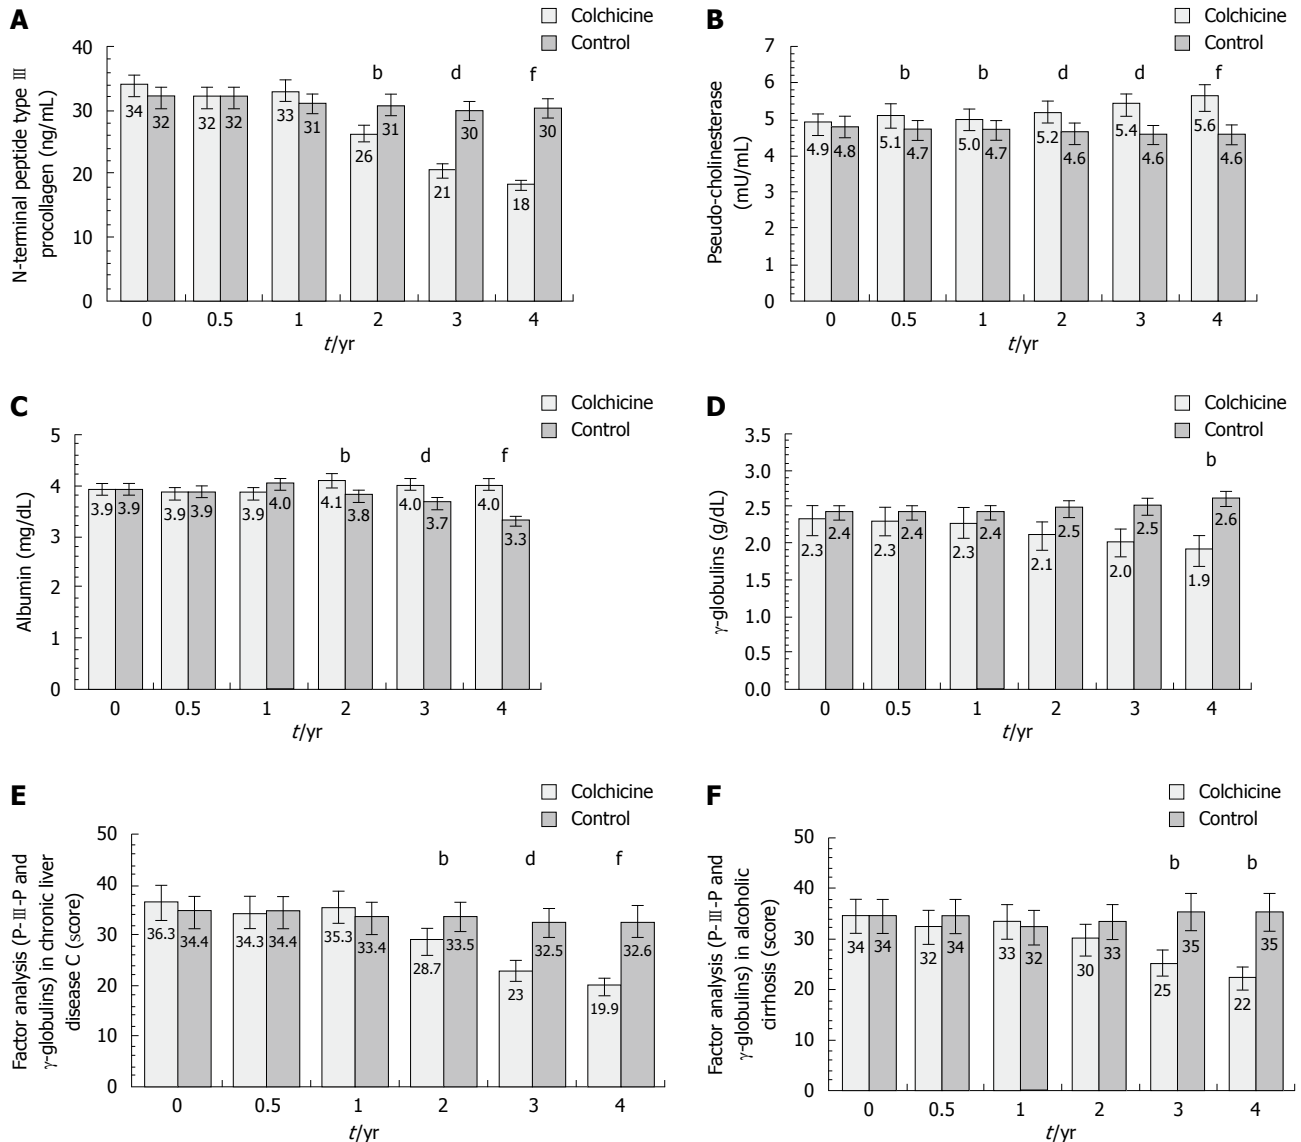 A
Colchicine
Control
N-terminal peptide type Ⅲ
procollagen (ng/mL)
40
30
20
10
0
b
d
f
34
32
32
32
33
31
26
31
21
30
18
30
0
0.5
1
2
3
4
t/yr
B
Colchicine
Control
Pseudo-cholinesterase
(mU/mL)
7
6
5
4
3
2
1
0
b
b
d
d
f
4.9
4.8
5.1
4.7
5.0
4.7
5.2
4.6
5.4
4.6
5.6
4.6
0
0.5
1
2
3
4
t/yr
C
Colchicine
Control
Albumin (mg/dL)
5
4
3
2
1
0
b
d
f
3.9
3.9
3.9
3.9
3.9
4.0
4.1
3.8
4.0
3.7
4.0
3.3
0
0.5
1
2
3
4
t/yr
D
Colchicine
Control
γ-globulins (g/dL)
3.5
3.0
2.5
2.0
1.5
1.0
0.5
0.0
b
2.3
2.4
2.3
2.4
2.3
2.4
2.1
2.5
2.0
2.5
1.9
2.6
0
0.5
1
2
3
4
t/yr
E
Colchicine
Control
Factor analysis (P-Ⅲ-P and
γ-globulins) in chronic liver
disease C (score)
50
40
30
20
10
0
b
d
f
36.3
34.4
34.3
34.4
35.3
33.4
28.7
33.5
23
32.5
19.9
32.6
0
0.5
1
2
3
4
t/yr
F
Colchicine
Control
Factor analysis (P-Ⅲ-P and
γ-globulins) in alcoholic
cirrhosis (score)
50
40
30
20
10
0
b
b
34
34
32
34
33
32
30
33
25
35
22
35
0
0.5
1
2
3
4
t/yr